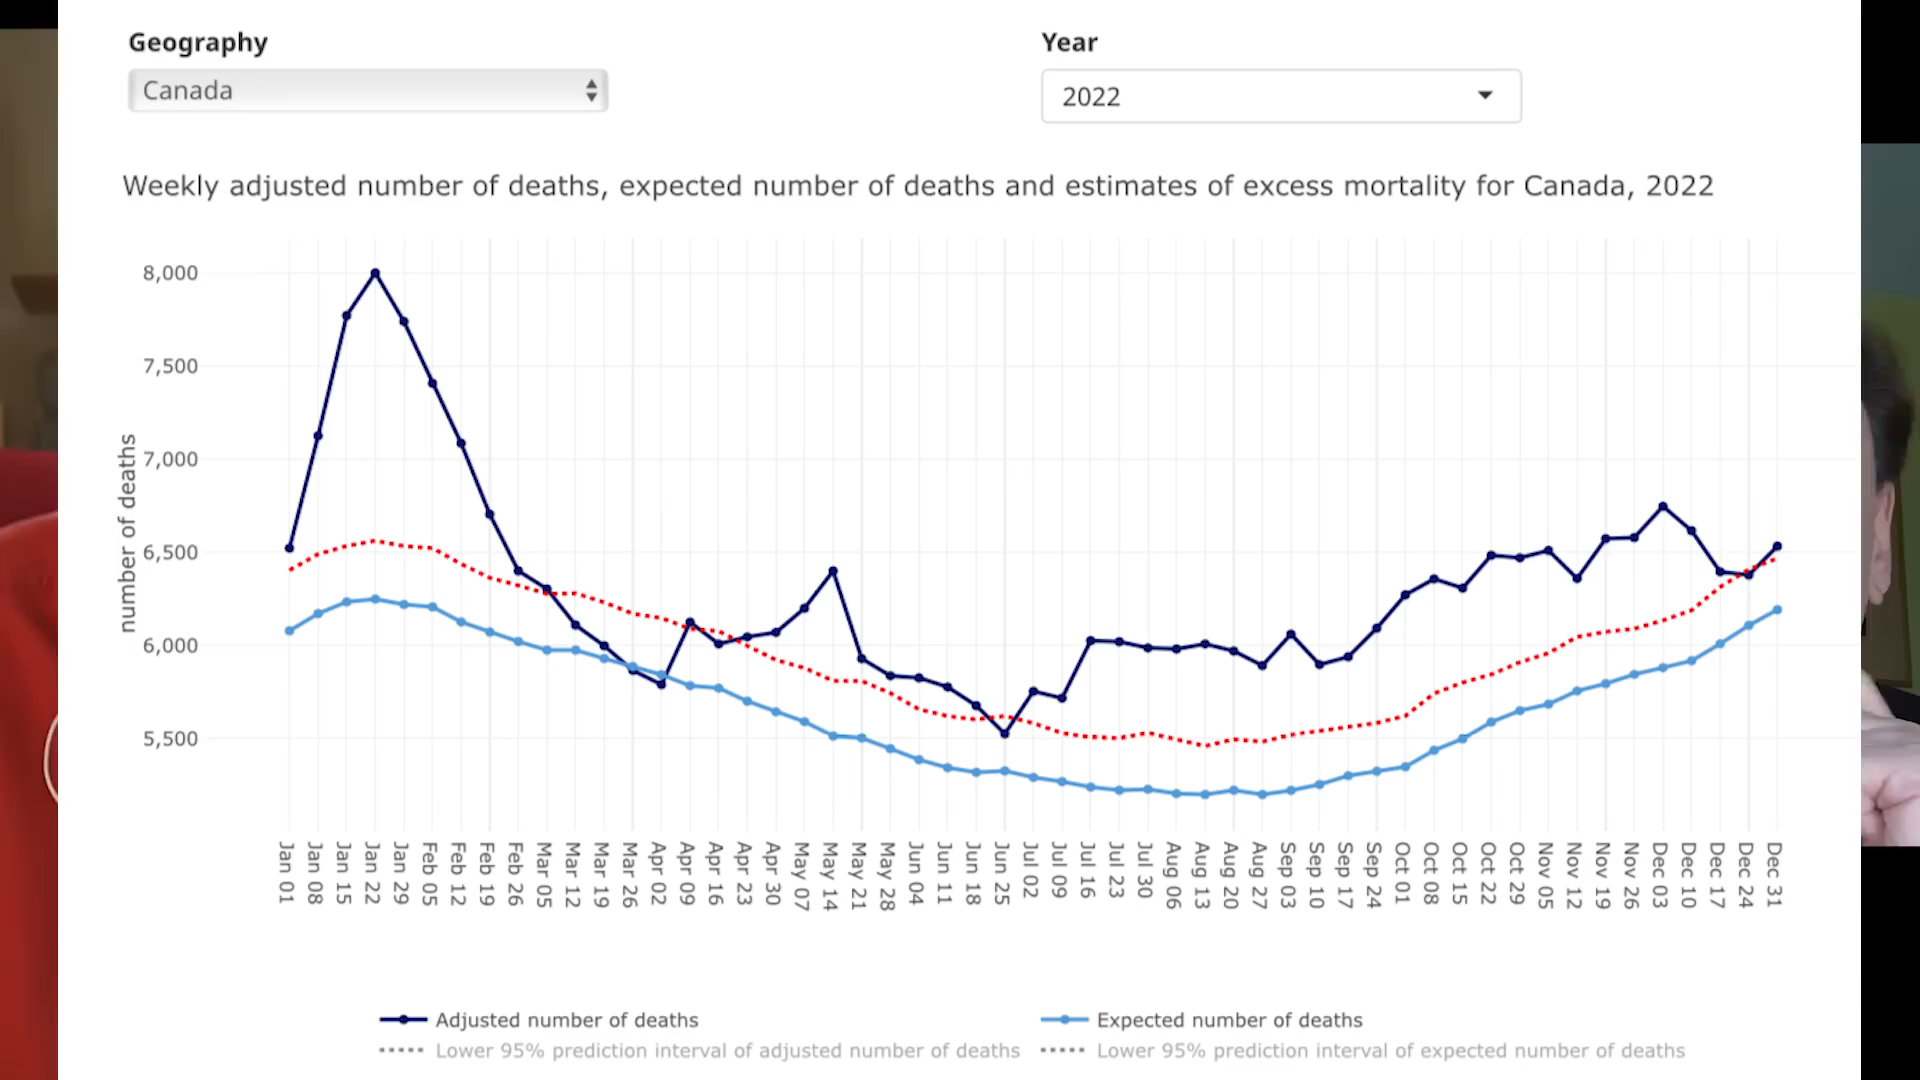 Geography
Year
Canada
2022
Weekly adjusted number of deaths, expected number of deaths and estimates of excess mortality for Canada, 2022
number of deaths
8,000
7,500
7,000
6,500
6,000
5,500
Jan 01
Jan 08
Jan 15
Jan 22
Jan 29
Feb 05
Feb 12
Feb 19
Feb 26
Mar 05
Mar 12
Mar 19
Mar 26
Apr 02
Apr 09
Apr 16
Apr 23
Apr 30
May 07
May 14
May 21
May 28
Jun 04
Jun 11
Jun 18
Jun 25
Jul 02
Jul 09
Jul 16
Jul 23
Jul 30
Aug 06
Aug 13
Aug 20
Aug 27
Sep 03
Sep 10
Sep 17
Sep 24
Oct 01
Oct 08
Oct 15
Oct 22
Oct 29
Nov 05
Nov 12
Nov 19
Nov 26
Dec 03
Dec 10
Dec 17
Dec 24
Dec 31
Adjusted number of deaths
Expected number of deaths
Lower 95% prediction interval of adjusted number of deaths
Lower 95% prediction interval of expected number of deaths